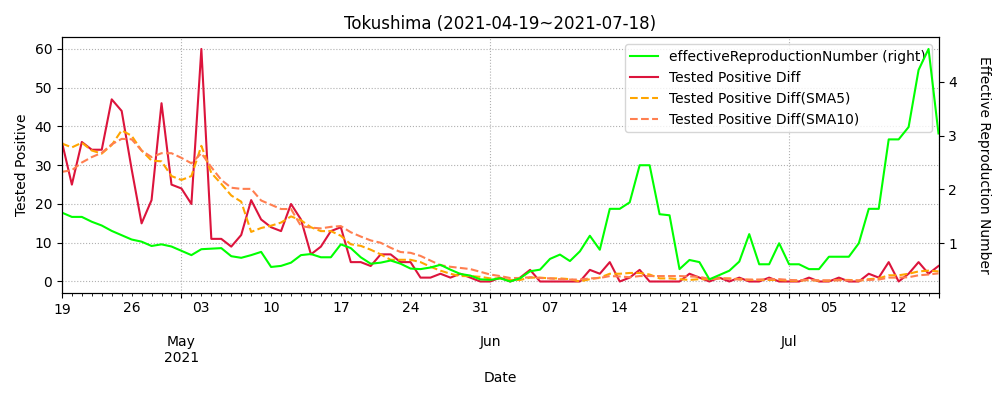 Tokushima (2021-04-19~2021-07-18)
effectiveReproductionNumber (right)
Tested Positive Diff
Tested Positive Diff(SMA5)
Tested Positive Diff(SMA10)
Tested Positive
60
50
40
30
20
10
0
4
3
2
1
Effective Reproduction Number
19 26 03 10 17 24 31 07 14 21 28 05 12
May Jun Jul
2021
Date